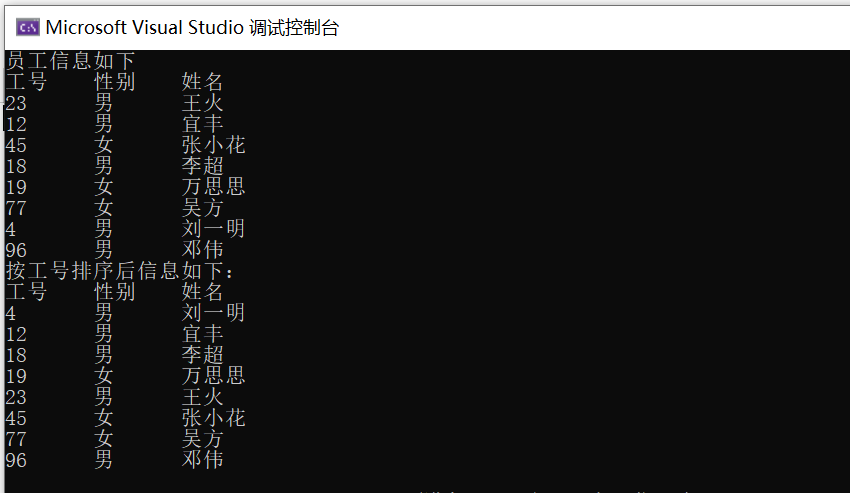 Microsoft Visual Studio 调试控制台
员工信息如下
工号 性别 姓名
23 男 王火
12 男 宜丰
45 女 张小花
18 男 李超
19 女 万思思
77 女 吴方
4 男 刘一明
96 男 邓伟
按工号排序后信息如下:
工号 性别 姓名
4 男 刘一明
12 男 宜丰
18 男 李超
19 女 万思思
23 男 王火
45 女 张小花
77 女 吴方
96 男 邓伟